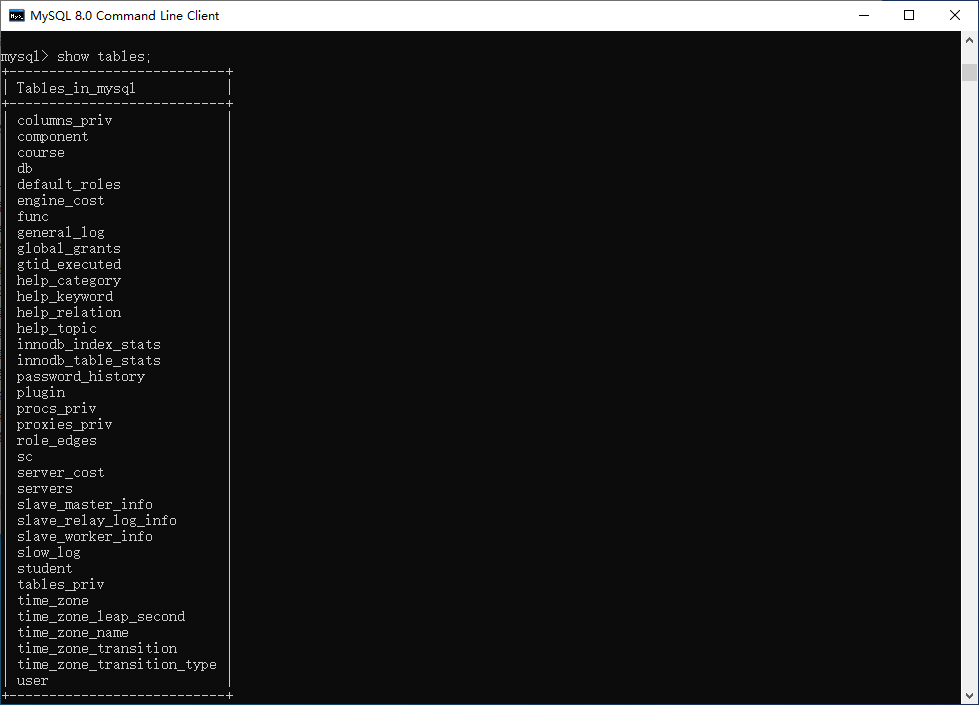 MySQL 8.0 Command Line Client
mysql> show tables;
+---------------------------+
| Tables_in_mysql           |
+---------------------------+
| columns_priv              |
| component                 |
| course                    |
| db                        |
| default_roles             |
| engine_cost               |
| func                      |
| general_log               |
| global_grants             |
| gtid_executed             |
| help_category             |
| help_keyword              |
| help_relation             |
| help_topic                |
| innodb_index_stats        |
| innodb_table_stats        |
| password_history          |
| plugin                    |
| procs_priv                |
| proxies_priv              |
| role_edges                |
| sc                        |
| server_cost               |
| servers                   |
| slave_master_info         |
| slave_relay_log_info      |
| slave_worker_info         |
| slow_log                  |
| student                   |
| tables_priv               |
| time_zone                 |
| time_zone_leap_second     |
| time_zone_name            |
| time_zone_transition      |
| time_zone_transition_type |
| user                      |
+---------------------------+